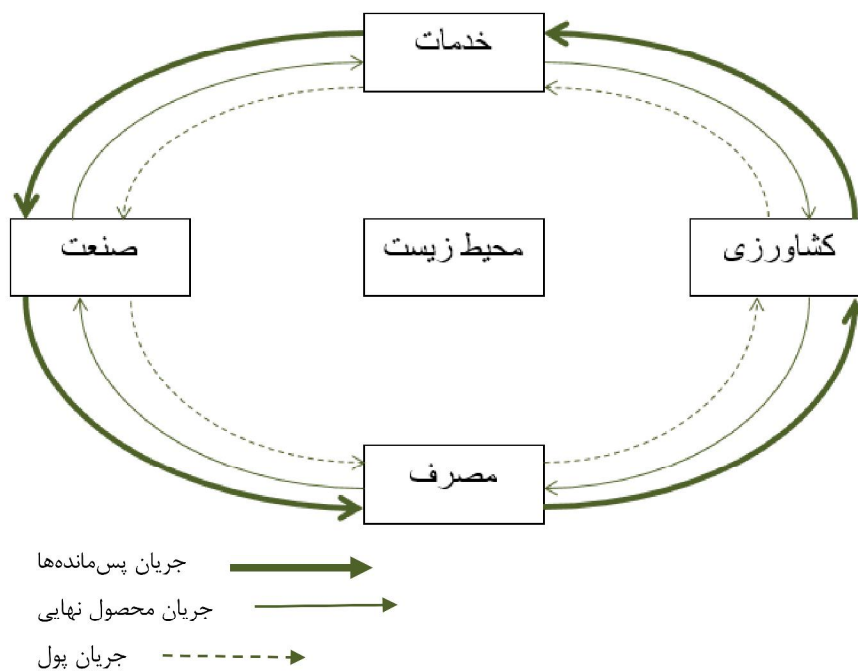 خدمات
کشاورزی
محیط زیست
صنعت
مصرف
جریان پس‌مانده‌ها
جریان محصول نهایی
جریان پول